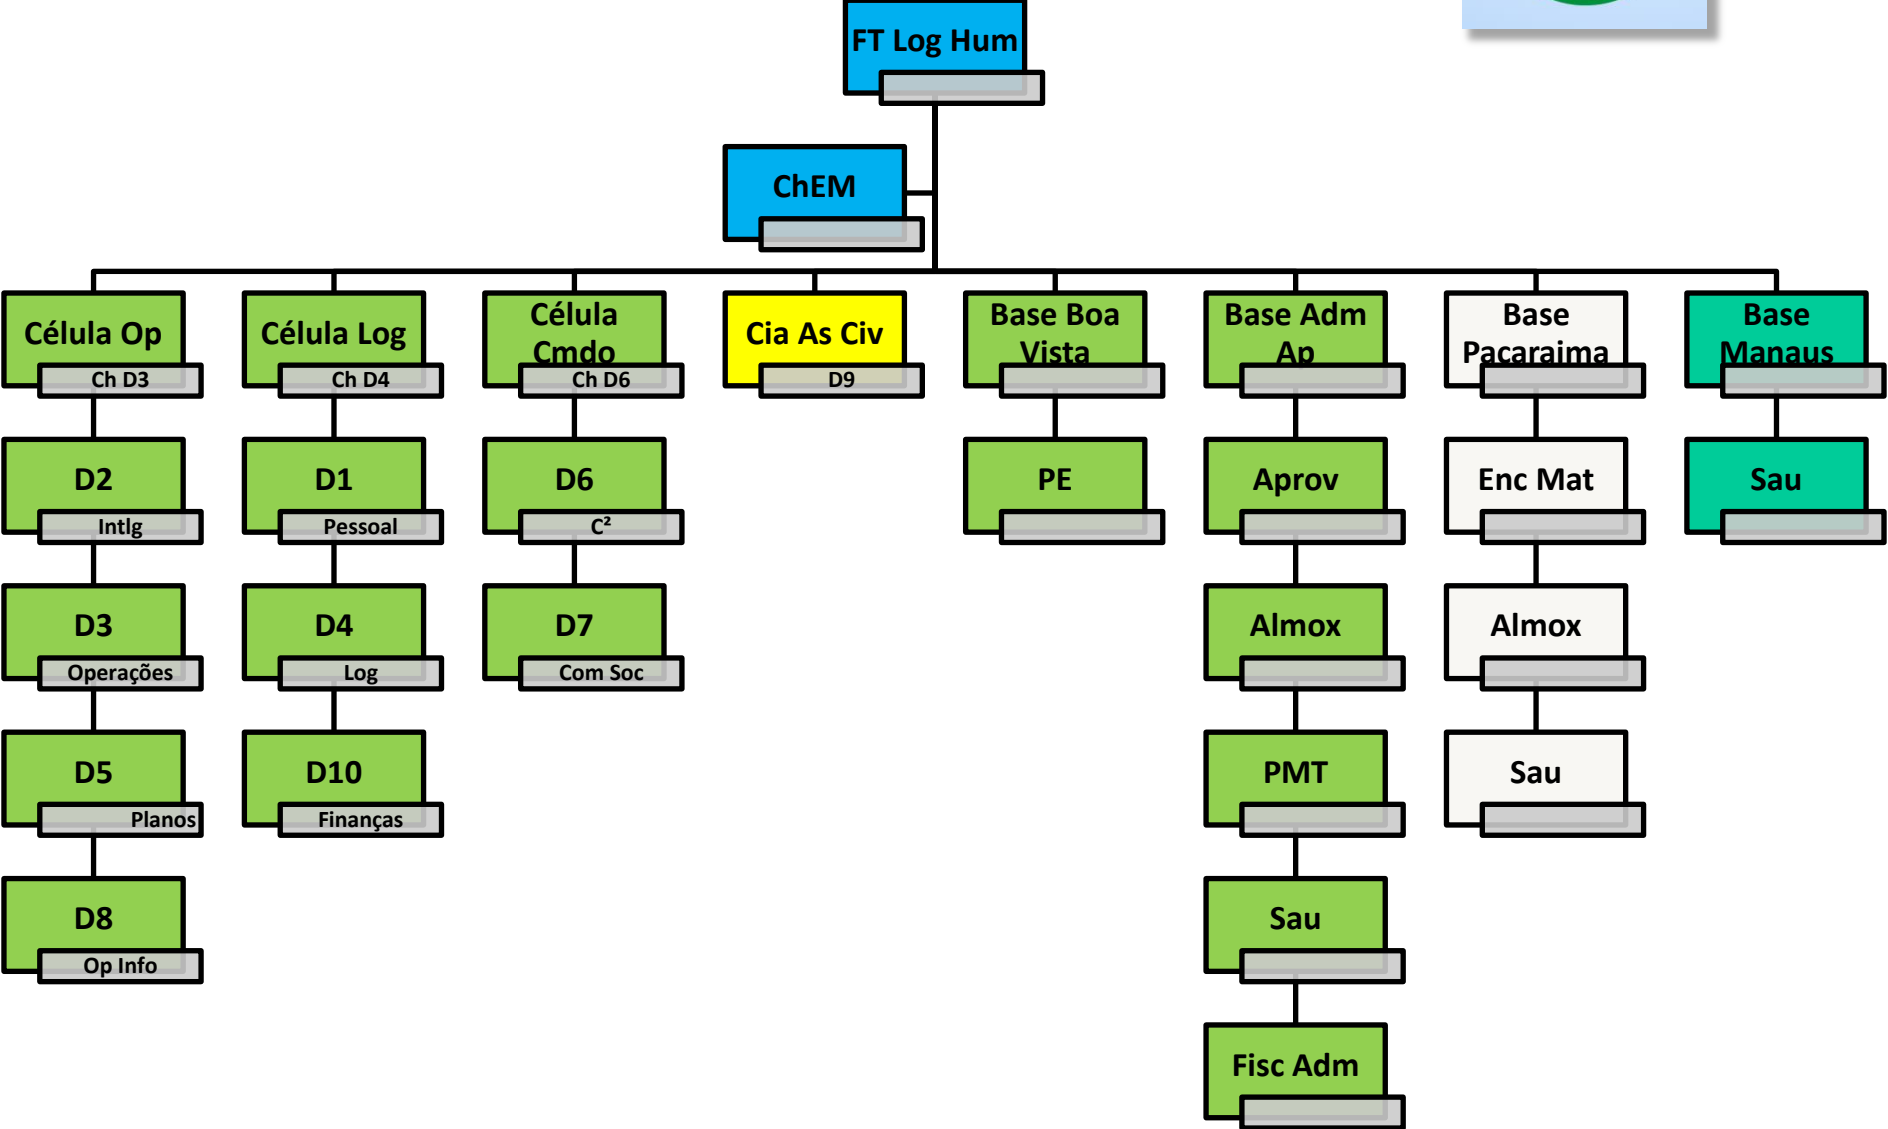 FT Log Hum
ChEM
Célula Op
Ch D3
D2
Intlg
D3
Operações
D5
Planos
D8
Op Info
Célula Log
Ch D4
D1
Pessoal
D4
Log
D10
Finanças
Célula
Cmdo
Ch D6
D6
C²
D7
Com Soc
Cia As Civ
D9
Base Boa
Vista
PE
Base Adm
Ap
Aprov
Almox
PMT
Sau
Fisc Adm
Base
Pacaraima
Enc Mat
Almox
Sau
Base
Manaus
Sau